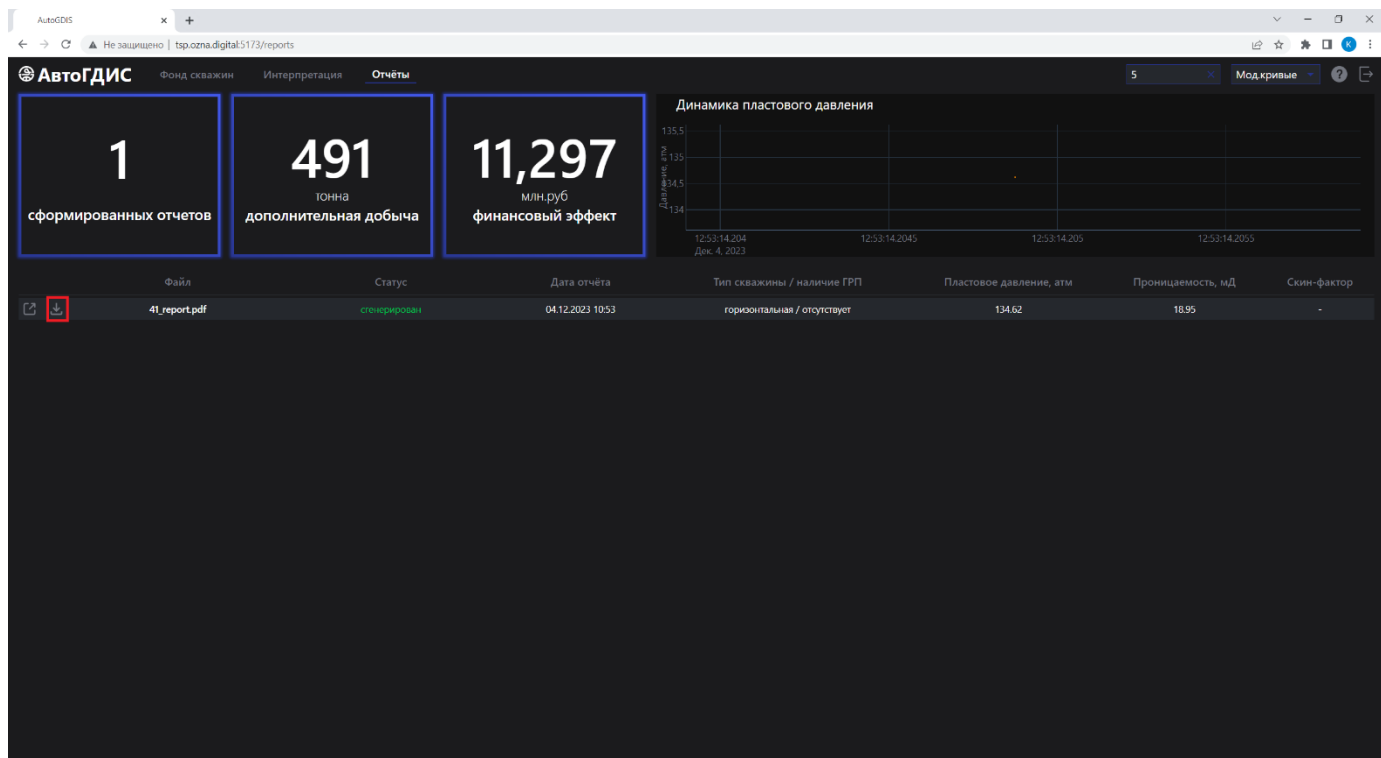 AutoGDIS
Не защищено | tsp.ozna.digital:5173/reports
К
АвтоГДИС Фонд скважин Интерпретация Отчёты 5 Мод.кривые
1
сформированных отчетов
491
тонна
дополнительная добыча
11,297
млн.руб
финансовый эффект
Динамика пластового давления
Давление, атм
135,5
135
134,5
134
12:53:14.204 12:53:14.2045 12:53:14.205 12:53:14.2055
Дек. 4, 2023
Файл Статус Дата отчёта Тип скважины / наличие ГРП Пластовое давление, атм Проницаемость, мД Скин-фактор
41_report.pdf сгенерирован 04.12.2023 10:53 горизонтальная / отсутствует 134.62 18.95 -